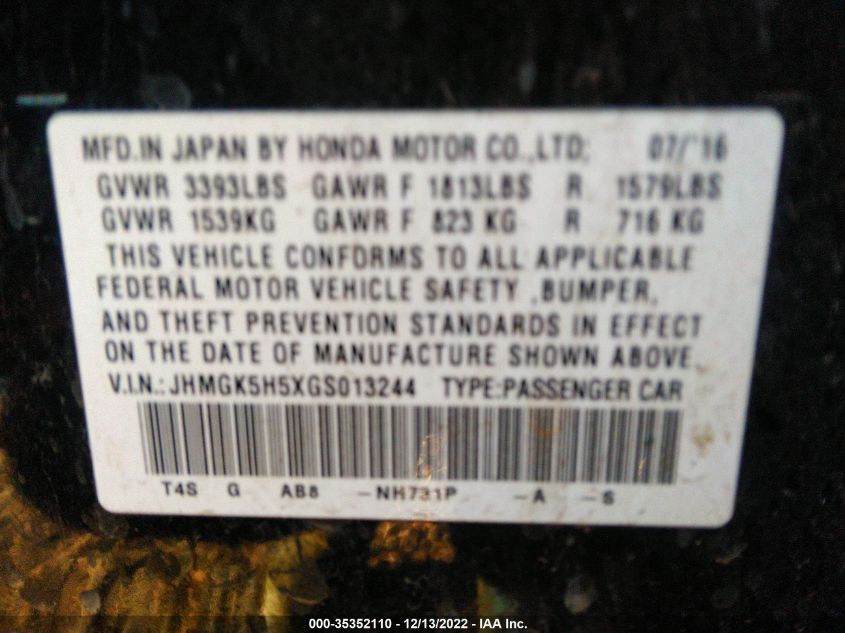 MFD.IN JAPAN BY HONDA MOTOR CO.,LTD; 07/'16
GVWR 3393LBS GAWR F 1813LBS R 1579LBS
GVWR 1539KG GAWR F 823 KG R 716 KG
THIS VEHICLE CONFORMS TO ALL APPLICABLE
FEDERAL MOTOR VEHICLE SAFETY ,BUMPER,
AND THEFT PREVENTION STANDARDS IN EFFECT
ON THE DATE OF MANUFACTURE SHOWN ABOVE.
V.I.N.: JHMGK5H5XGS013244 TYPE:PASSENGER CAR
T4S G AB8 -NH731P -A -S
000-35352110 - 12/13/2022 - IAA Inc.